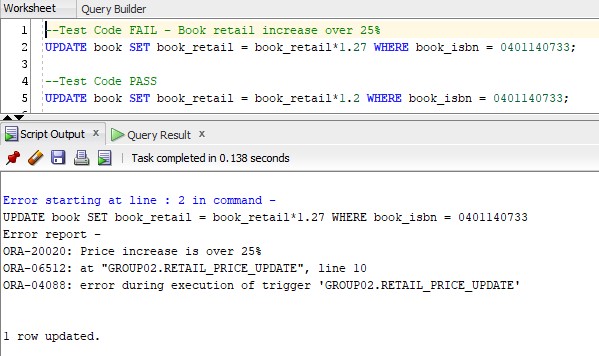 Worksheet Query Builder
1 --Test Code FAIL - Book retail increase over 25%
2 UPDATE book SET book_retail = book_retail*1.27 WHERE book_isbn = 0401140733;
3
4 --Test Code PASS
5 UPDATE book SET book_retail = book_retail*1.2 WHERE book_isbn = 0401140733;
Script Output x Query Result x
Task completed in 0.138 seconds
Error starting at line : 2 in command -
UPDATE book SET book_retail = book_retail*1.27 WHERE book_isbn = 0401140733
Error report -
ORA-20020: Price increase is over 25%
ORA-06512: at "GROUP02.RETAIL_PRICE_UPDATE", line 10
ORA-04088: error during execution of trigger 'GROUP02.RETAIL_PRICE_UPDATE'
1 row updated.